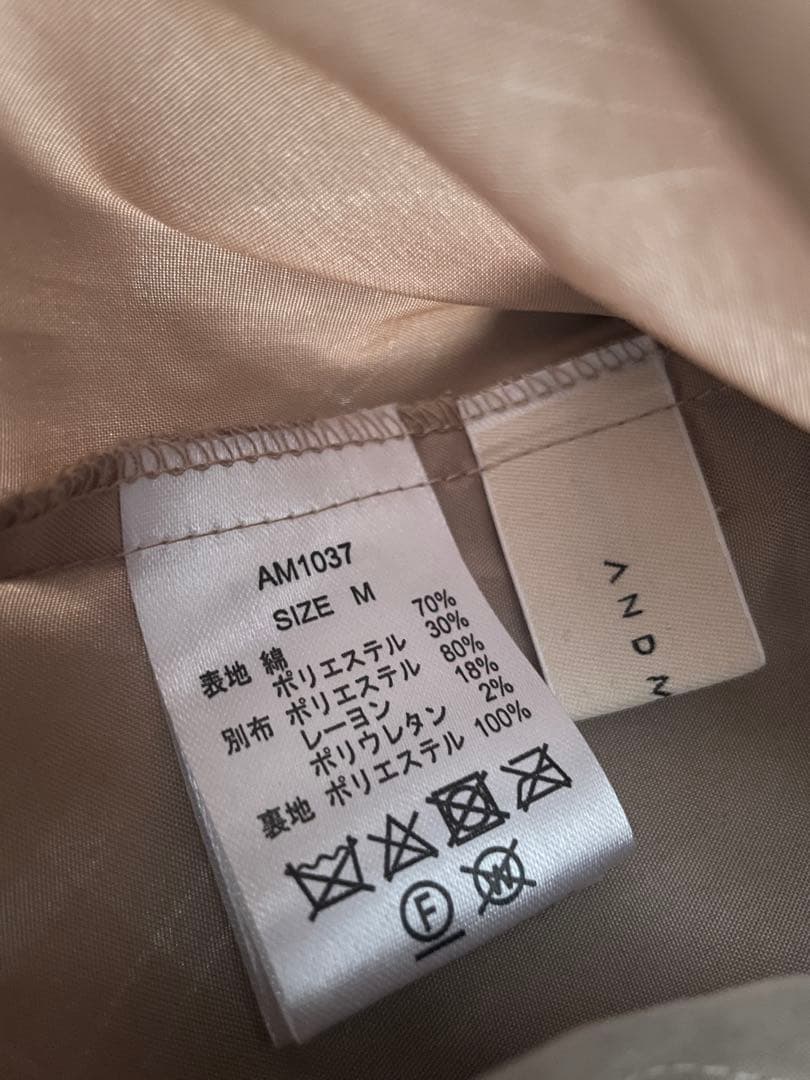 AM1037
SIZE M
表地 綿 70%
ポリエステル 30%
別布 ポリエステル 80%
レーヨン 18%
ポリウレタン 2%
裏地 ポリエステル 100%
F
W
ΛND M